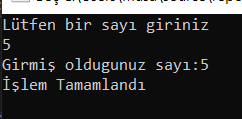 Lütfen bir sayı giriniz
5
Girmiş oldugunuz sayı:5
İşlem Tamamlandı